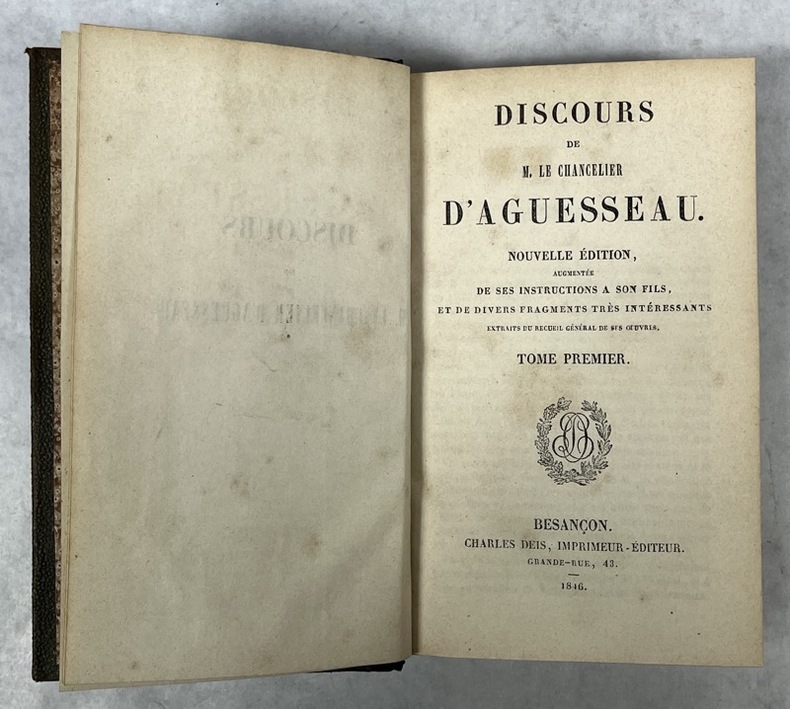 DISCOURS
DE
M. LE CHANCELIER
D'AGUESSEAU.
NOUVELLE ÉDITION,
AUGMENTÉE
DE SES INSTRUCTIONS A SON FILS,
ET DE DIVERS FRAGMENTS TRÈS INTÉRESSANTS
EXTRAITS DU RECUEIL GÉNÉRAL DE SES OEUVRES,
TOME PREMIER.
BESANÇON.
CHARLES DEIS, IMPRIMEUR-ÉDITEUR.
GRANDE-RUE, 43.
1846.